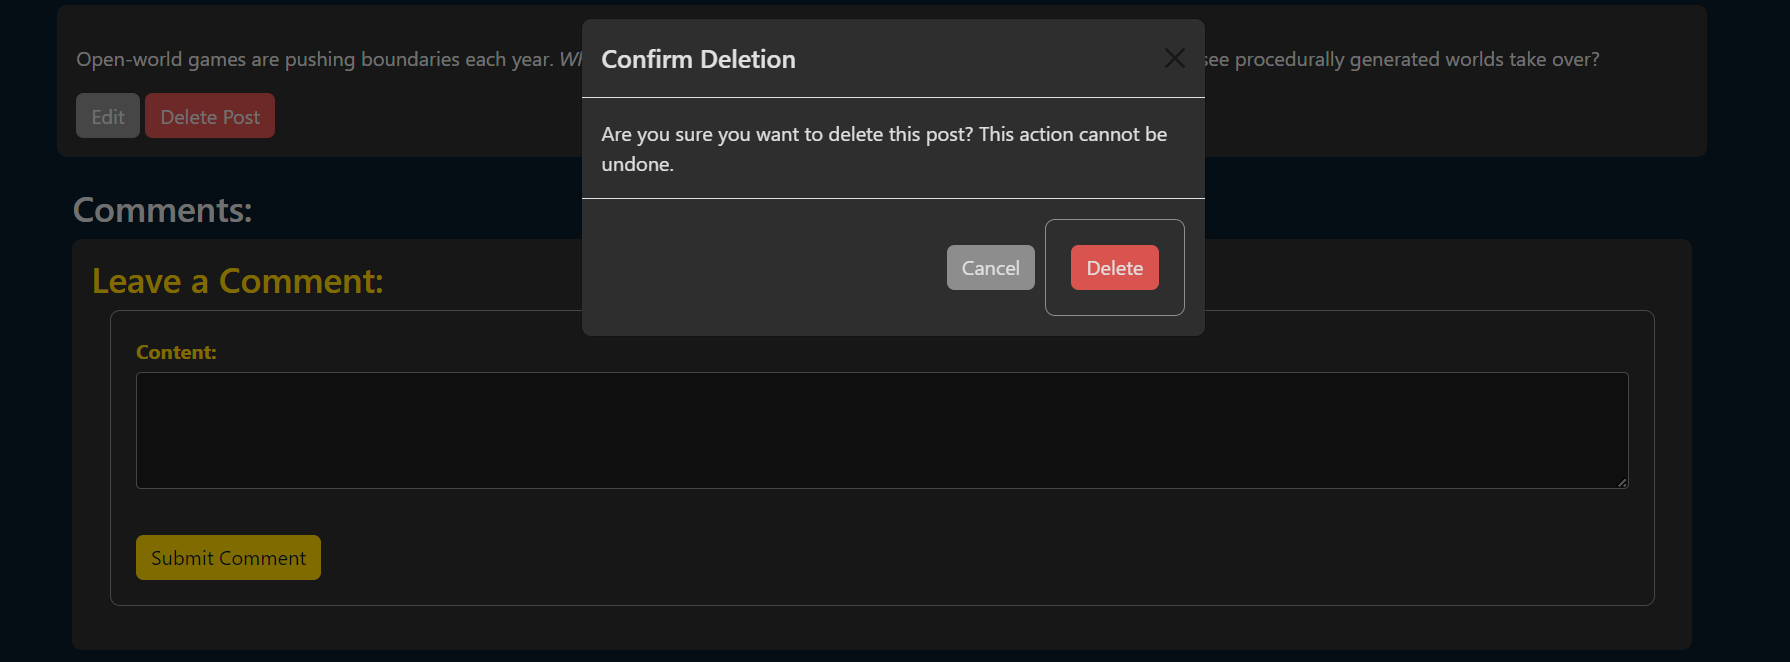 Open-world games are pushing boundaries each year. Wh
see procedurally generated worlds take over?
Edit
Delete Post
Confirm Deletion
Are you sure you want to delete this post? This action cannot be
undone.
Cancel
Delete
Comments:
Leave a Comment:
Content:
Submit Comment